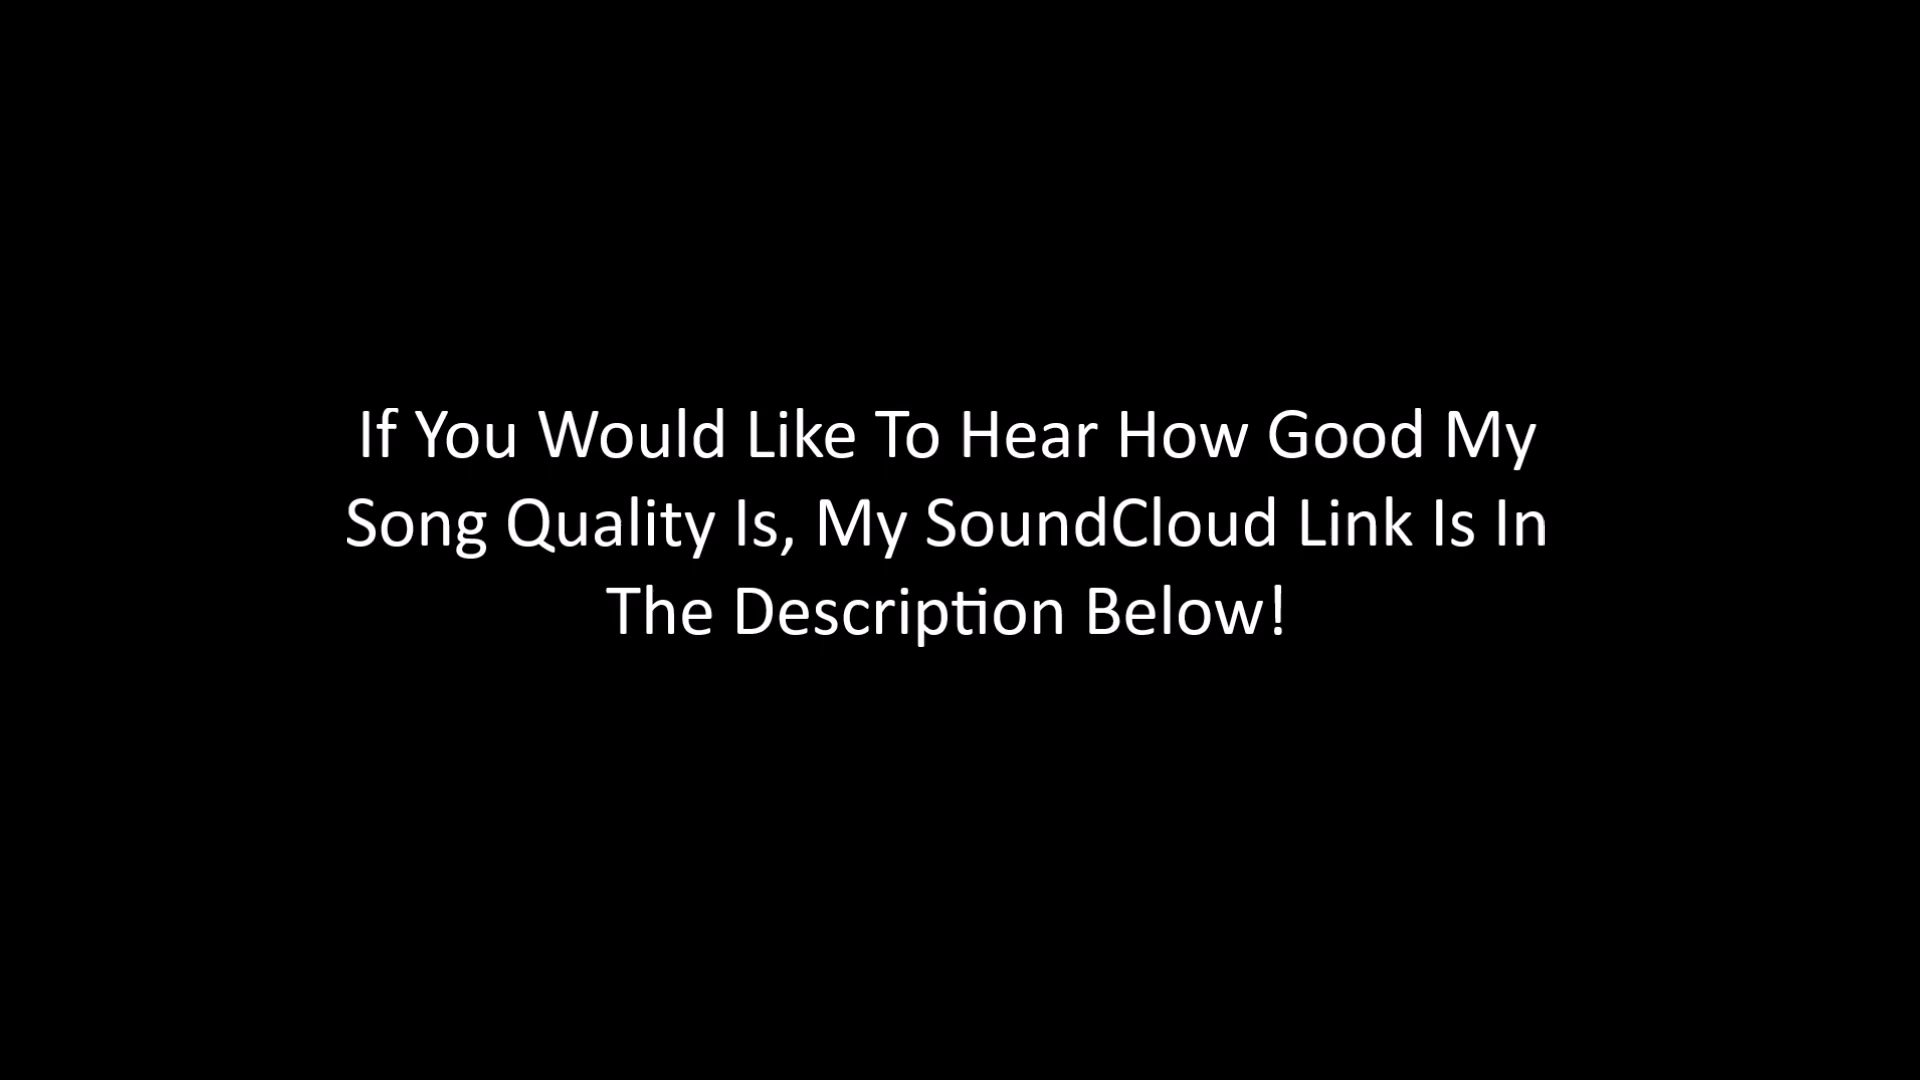 If You Would Like To Hear How Good My
Song Quality Is, My SoundCloud Link Is In
The Description Below!